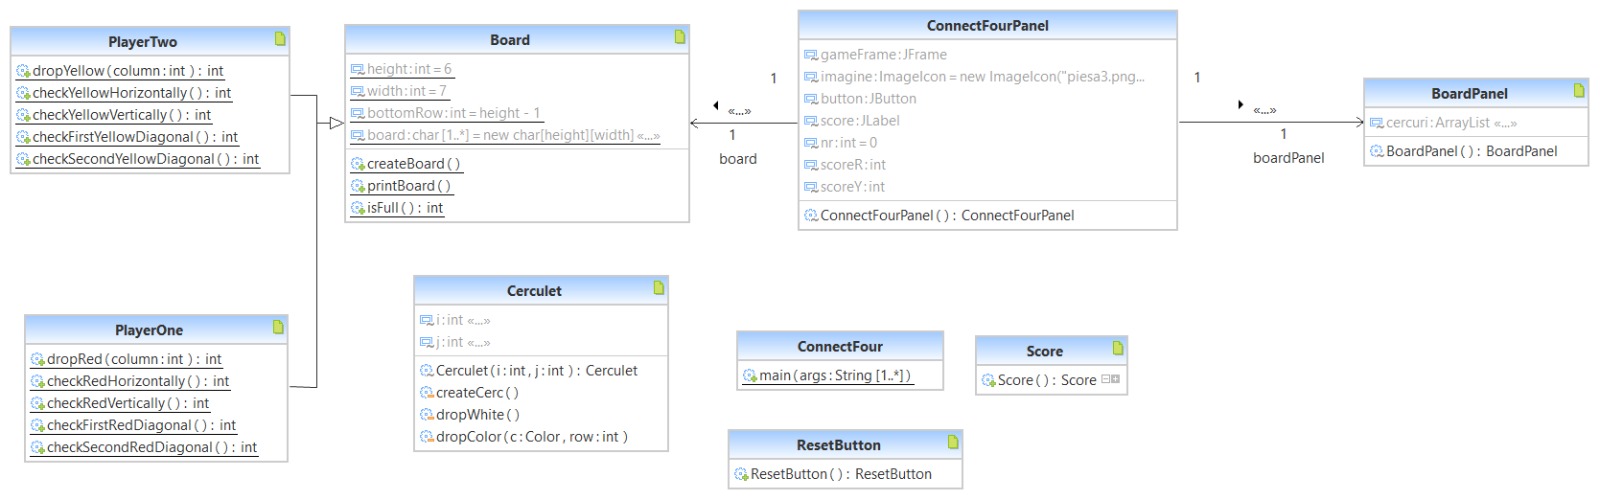 PlayerTwo
dropYellow(column:int): int
checkYellowHorizontally(): int
checkYellowVertically(): int
checkFirstYellowDiagonal(): int
checkSecondYellowDiagonal(): int
Board
height:int = 6
width:int = 7
bottomRow:int = height - 1
board:char [1..*] = new char[height][width] «...»
createBoard()
printBoard()
isFull(): int
ConnectFourPanel
gameFrame:JFrame
imagine:ImageIcon = new ImageIcon("piesa3.png...
button:JButton
score:JLabel
nr:int = 0
scoreR:int
scoreY:int
ConnectFourPanel(): ConnectFourPanel
1
«...»
1
board
1
«...»
1
boardPanel
BoardPanel
cercuri:ArrayList «...»
BoardPanel(): BoardPanel
PlayerOne
dropRed(column:int): int
checkRedHorizontally(): int
checkRedVertically(): int
checkFirstRedDiagonal(): int
checkSecondRedDiagonal(): int
Cerculet
i:int «...»
j:int «...»
Cerculet(i:int, j:int): Cerculet
createCerc()
dropWhite()
dropColor(c:Color, row:int)
ConnectFour
main(args:String [1..*])
Score
Score(): Score
ResetButton
ResetButton(): ResetButton